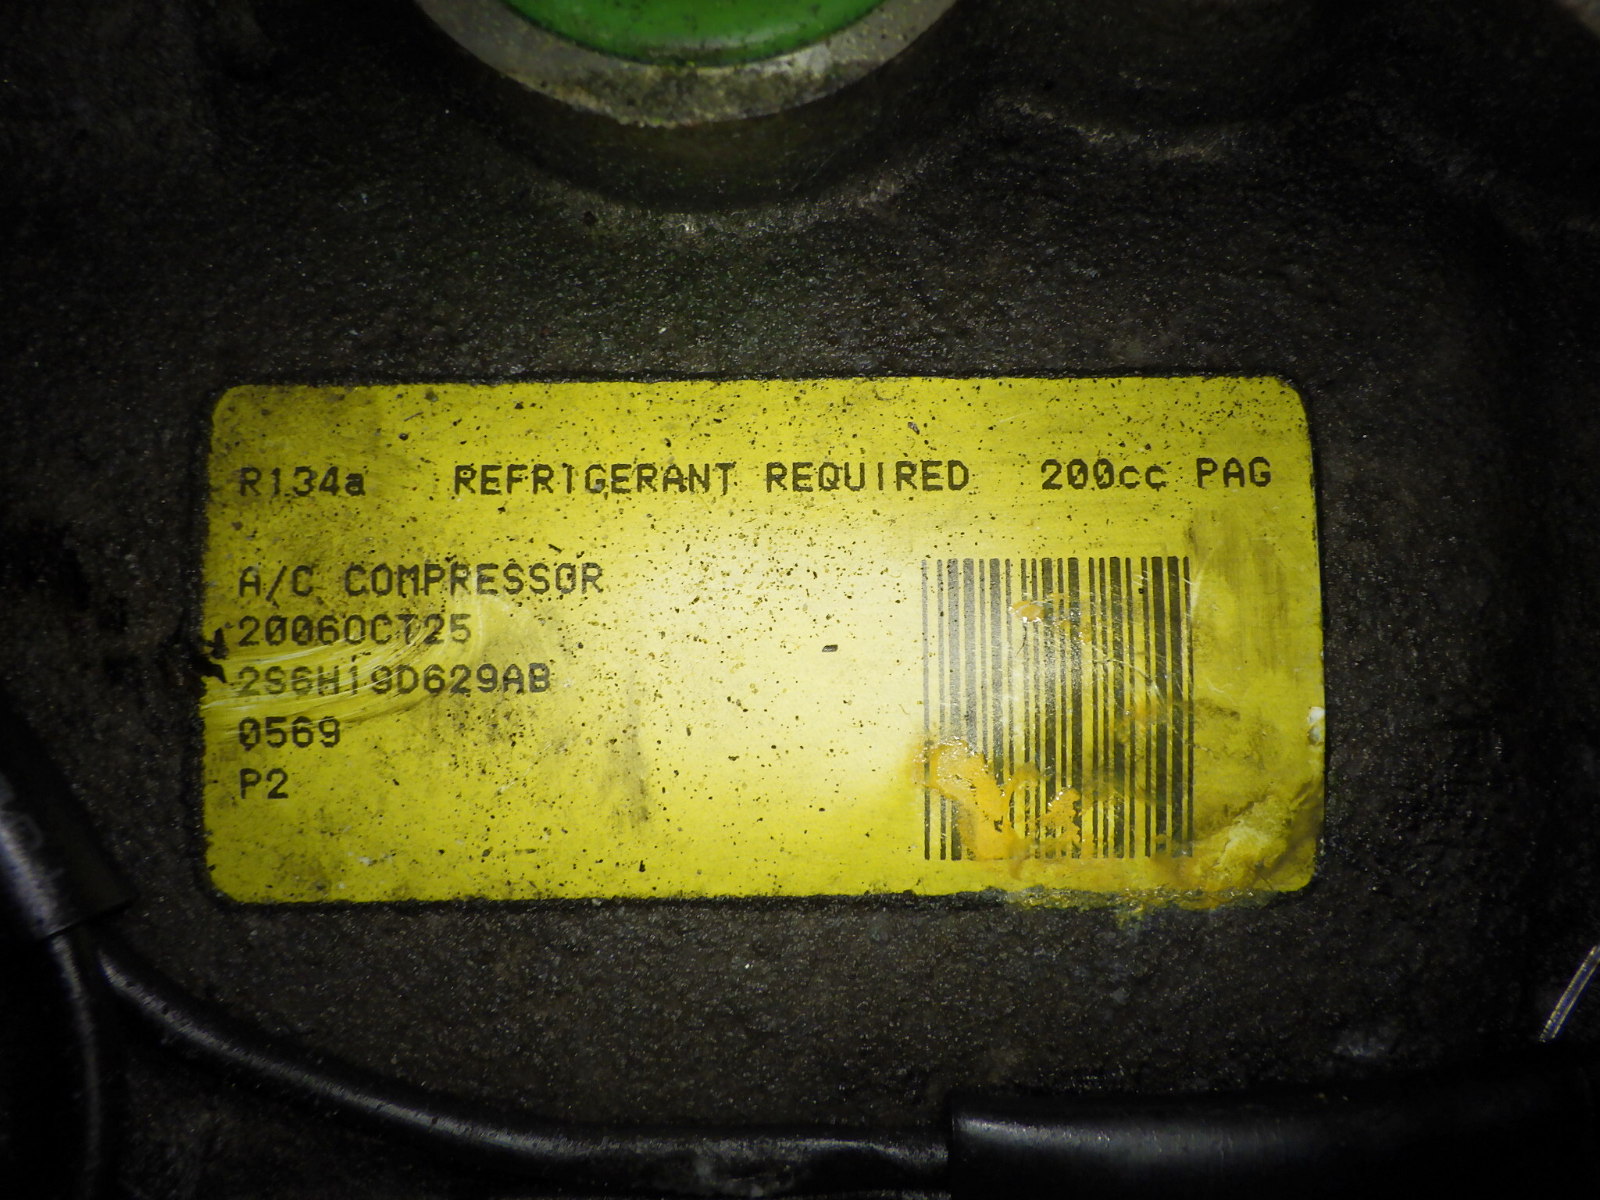 R134a REFRIGERANT REQUIRED 200cc PAG
A/C COMPRESSOR
2006OCT25
2S6H19D629AB
0569
P2